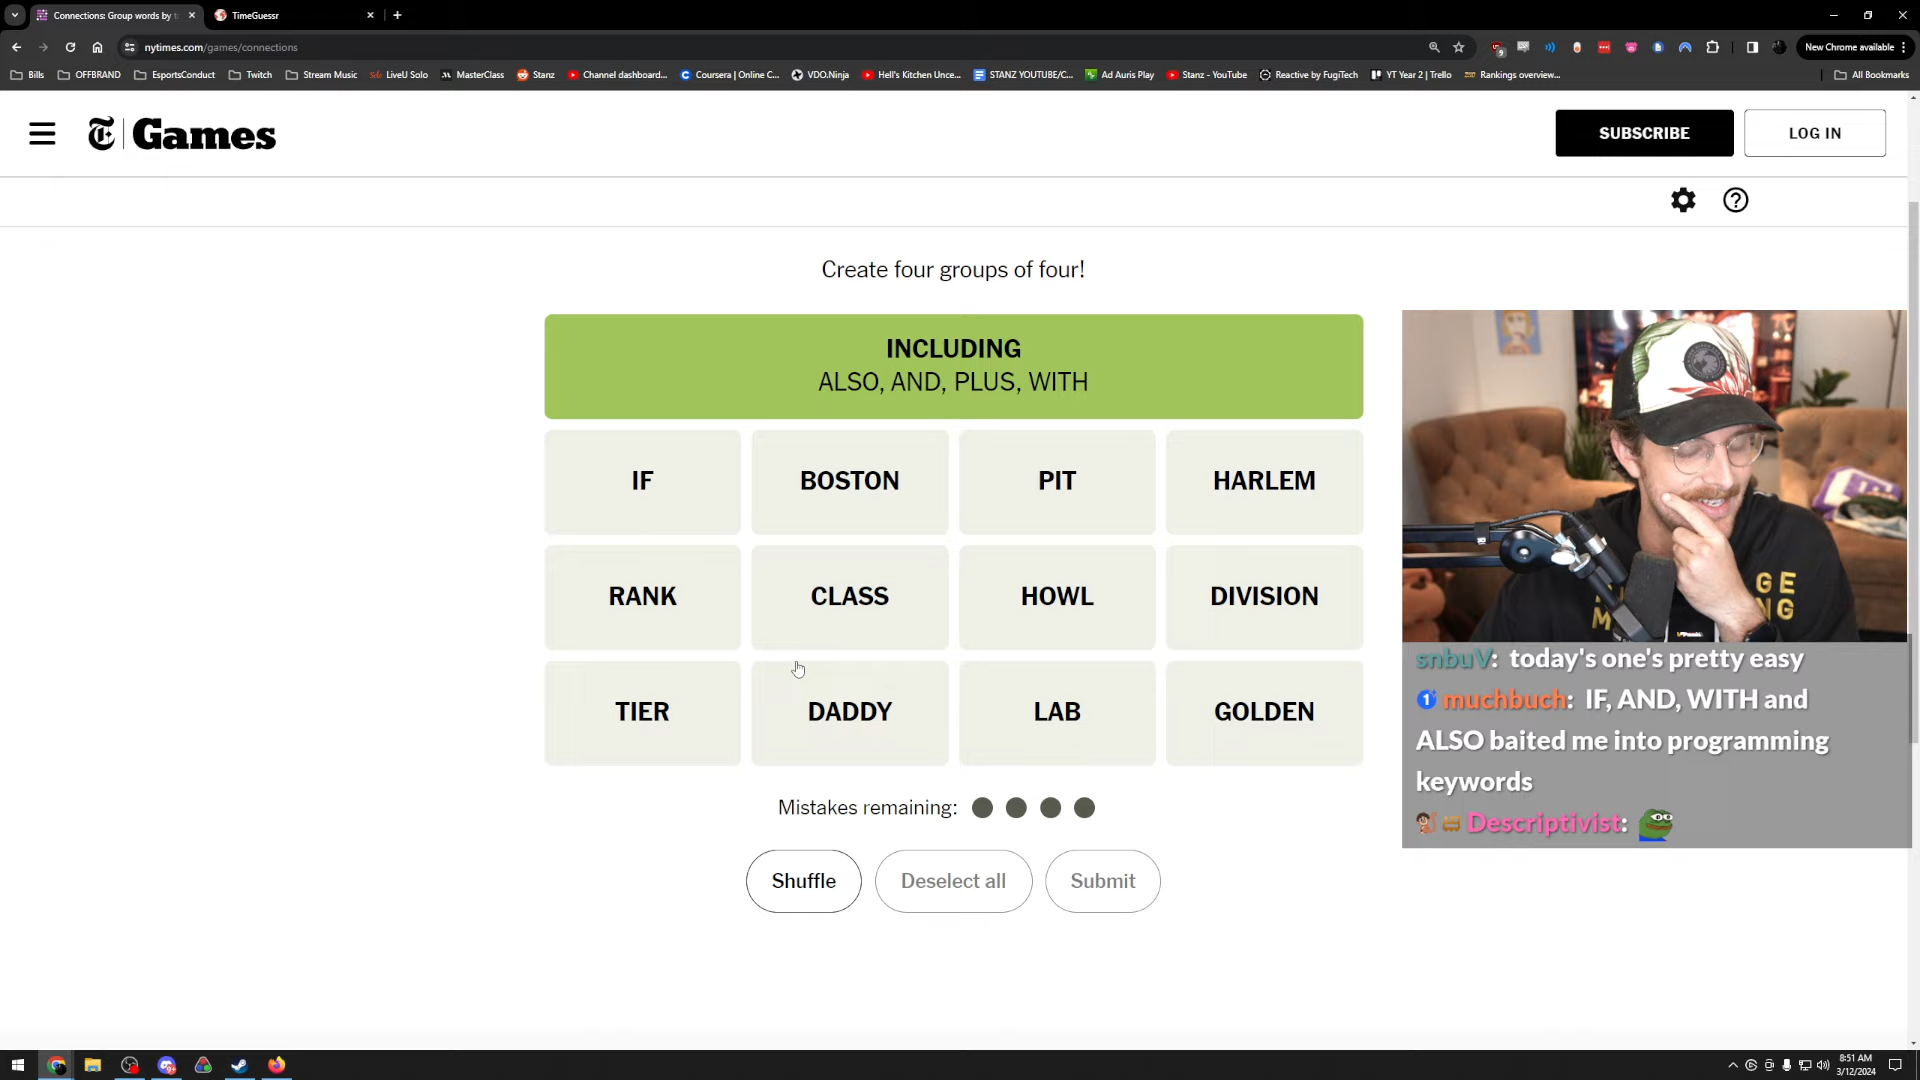 Connections: Group words by t
TimeGuessr
nytimes.com/games/connections
New Chrome available
Bills
OFFBRAND
EsportsConduct
Twitch
Stream Music
LiveU Solo
MasterClass
Stanz
Channel dashboard...
Coursera | Online C...
VDO.Ninja
Hell's Kitchen Unce...
STANZ YOUTUBE/C...
Ad Auris Play
Stanz - YouTube
Reactive by FugiTech
YT Year 2 | Trello
Rankings overview...
All Bookmarks
Games
SUBSCRIBE
LOG IN
Create four groups of four!
INCLUDING
ALSO, AND, PLUS, WITH
IF
BOSTON
PIT
HARLEM
RANK
CLASS
HOWL
DIVISION
TIER
DADDY
LAB
GOLDEN
Mistakes remaining:
Shuffle
Deselect all
Submit
snbuV: today's one's pretty easy
muchbuch: IF, AND, WITH and
ALSO baited me into programming
keywords
Descriptivist:
8:51 AM
3/12/2024